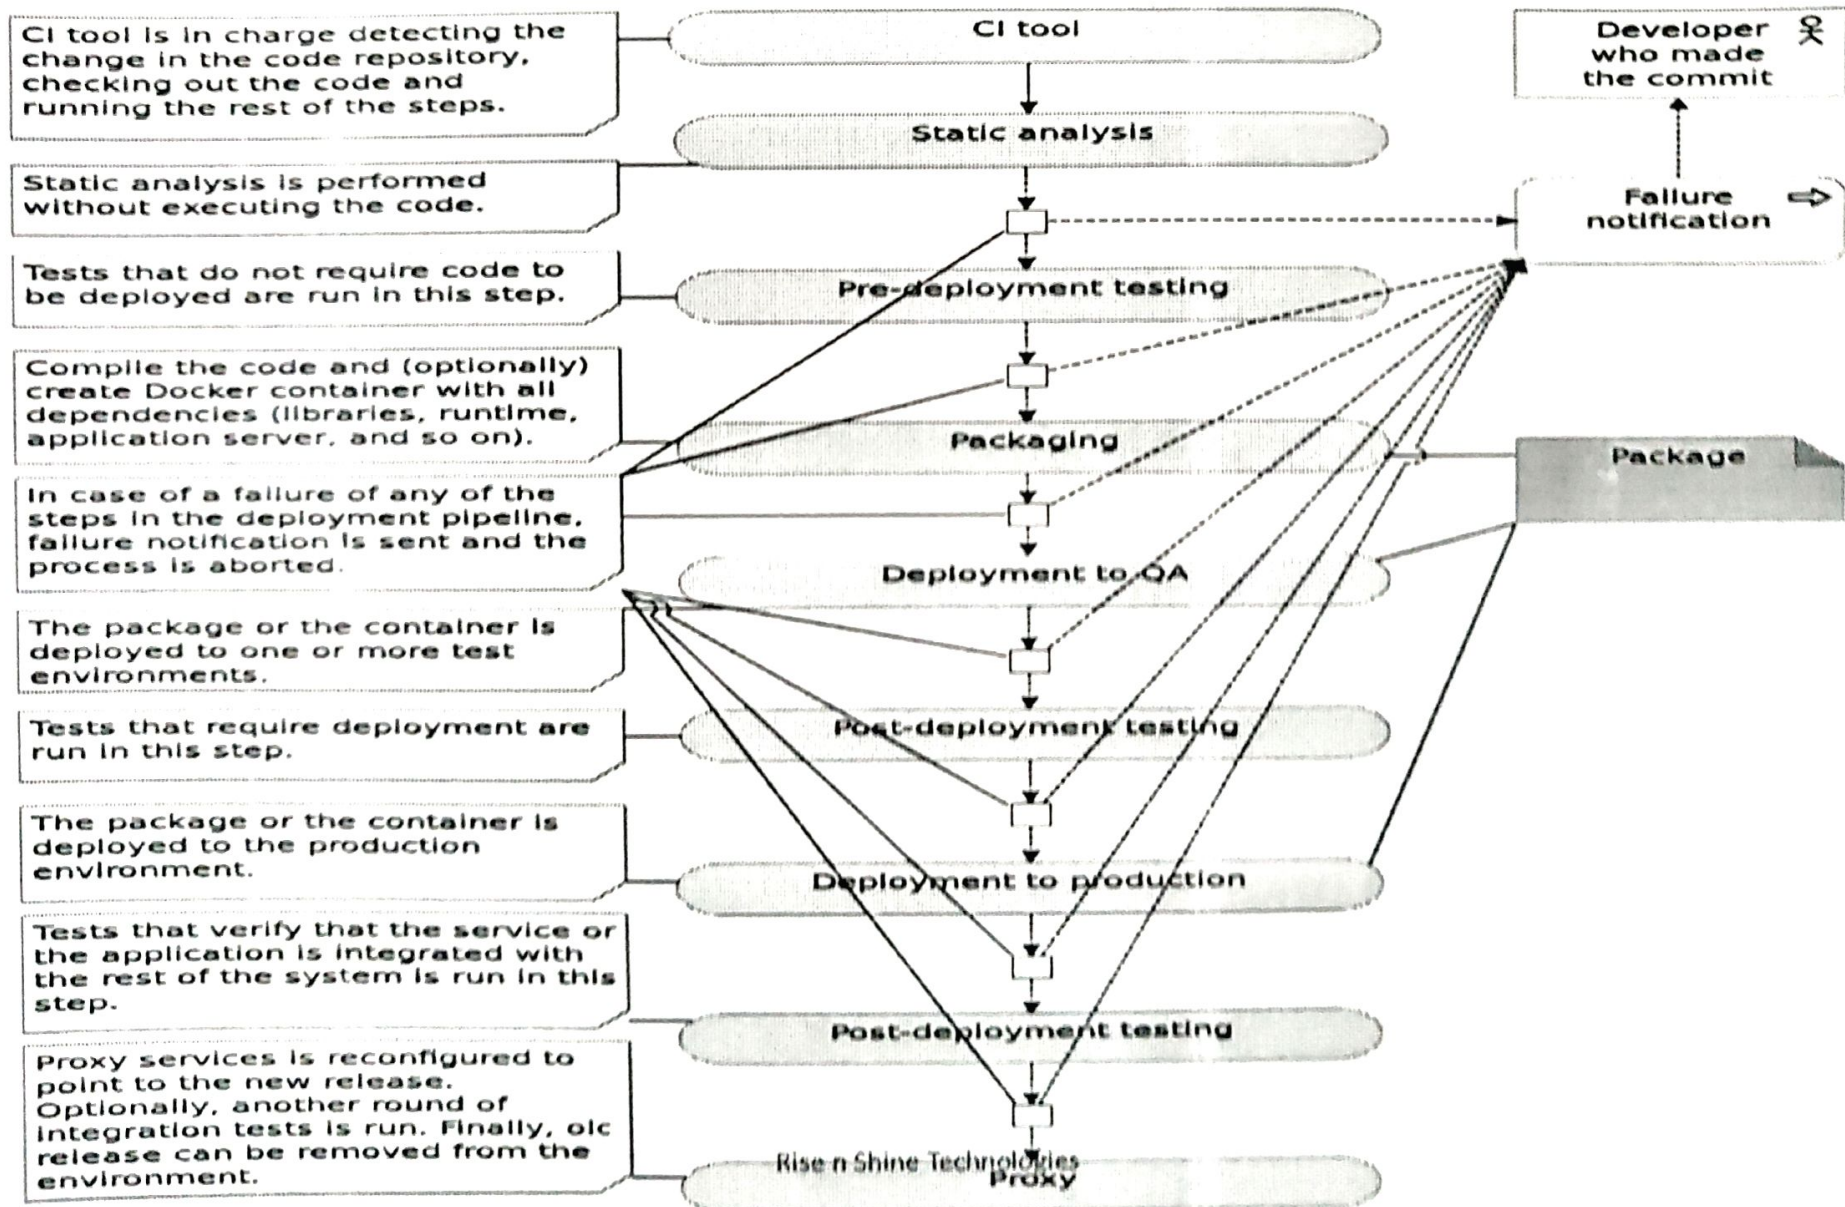 CI tool is in charge detecting the
change in the code repository,
checking out the code and
running the rest of the steps.
Static analysis is performed
without executing the code.
Tests that do not require code to
be deployed are run in this step.
Compile the code and (optionally)
create Docker container with all
dependencies (libraries, runtime,
application server, and so on).
In case of a failure of any of the
steps in the deployment pipeline,
failure notification is sent and the
process is aborted.
The package or the container is
deployed to one or more test
environments.
Tests that require deployment are
run in this step.
The package or the container is
deployed to the production
environment.
Tests that verify that the service or
the application is integrated with
the rest of the system is run in this
step.
Proxy services is reconfigured to
point to the new release.
Optionally, another round of
integration tests is run. Finally, olc
release can be removed from the
environment.
CI tool
Static analysis
Pre-deployment testing
Packaging
Deployment to QA
Post-deployment testing
Deployment to production
Post-deployment testing
Rise n Shine Technologies
Proxy
Developer
who made
the commit
Failure
notification
Package